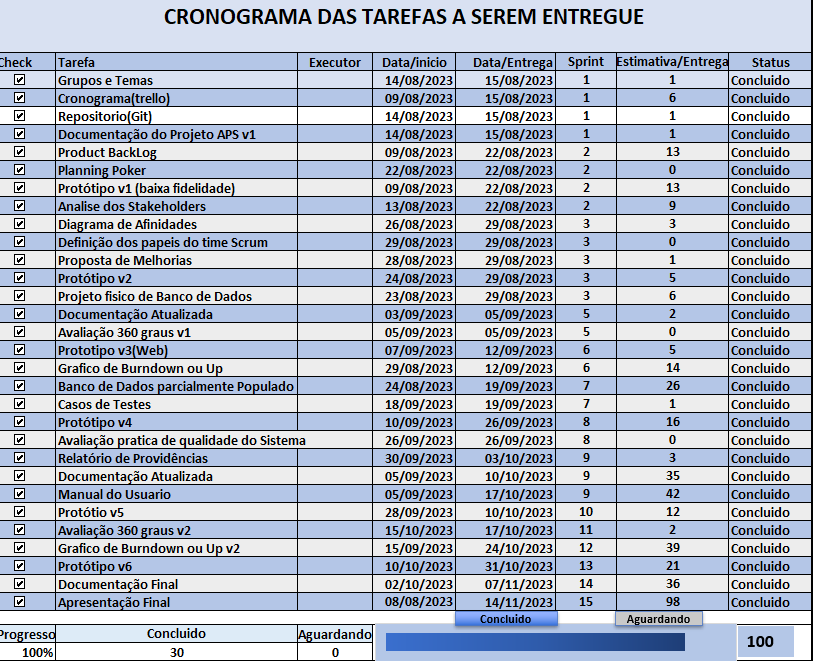 CRONOGRAMA DAS TAREFAS A SEREM ENTREGUE
Check Tarefa Executor Data/inicio Data/Entrega Sprint Estimativa/Entrega Status
Grupos e Temas 14/08/2023 15/08/2023 1 1 Concluido
Cronograma(trello) 09/08/2023 15/08/2023 1 6 Concluido
Repositorio(Git) 14/08/2023 15/08/2023 1 1 Concluido
Documentação do Projeto APS v1 14/08/2023 15/08/2023 1 1 Concluido
Product BackLog 09/08/2023 22/08/2023 2 13 Concluido
Planning Poker 22/08/2023 22/08/2023 2 0 Concluido
Protótipo v1 (baixa fidelidade) 09/08/2023 22/08/2023 2 13 Concluido
Analise dos Stakeholders 13/08/2023 22/08/2023 2 9 Concluido
Diagrama de Afinidades 26/08/2023 29/08/2023 3 3 Concluido
Definição dos papeis do time Scrum 29/08/2023 29/08/2023 3 0 Concluido
Proposta de Melhorias 28/08/2023 29/08/2023 3 1 Concluido
Protótipo v2 24/08/2023 29/08/2023 3 5 Concluido
Projeto fisico de Banco de Dados 23/08/2023 29/08/2023 3 6 Concluido
Documentação Atualizada 03/09/2023 05/09/2023 5 2 Concluido
Avaliação 360 graus v1 05/09/2023 05/09/2023 5 0 Concluido
Prototipo v3(Web) 07/09/2023 12/09/2023 6 5 Concluido
Grafico de Burndown ou Up 29/08/2023 12/09/2023 6 14 Concluido
Banco de Dados parcialmente Populado 24/08/2023 19/09/2023 7 26 Concluido
Casos de Testes 18/09/2023 19/09/2023 7 1 Concluido
Protótipo v4 10/09/2023 26/09/2023 8 16 Concluido
Avaliação pratica de qualidade do Sistema 26/09/2023 26/09/2023 8 0 Concluido
Relatório de Providências 30/09/2023 03/10/2023 9 3 Concluido
Documentação Atualizada 05/09/2023 10/10/2023 9 35 Concluido
Manual do Usuario 05/09/2023 17/10/2023 9 42 Concluido
Protótio v5 28/09/2023 10/10/2023 10 12 Concluido
Avaliação 360 graus v2 15/10/2023 17/10/2023 11 2 Concluido
Grafico de Burndown ou Up v2 15/09/2023 24/10/2023 12 39 Concluido
Protótipo v6 10/10/2023 31/10/2023 13 21 Concluido
Documentação Final 02/10/2023 07/11/2023 14 36 Concluido
Apresentação Final 08/08/2023 14/11/2023 15 98 Concluido
Concluido Aguardando
Progresso Concluido Aguardando 100
100% 30 0